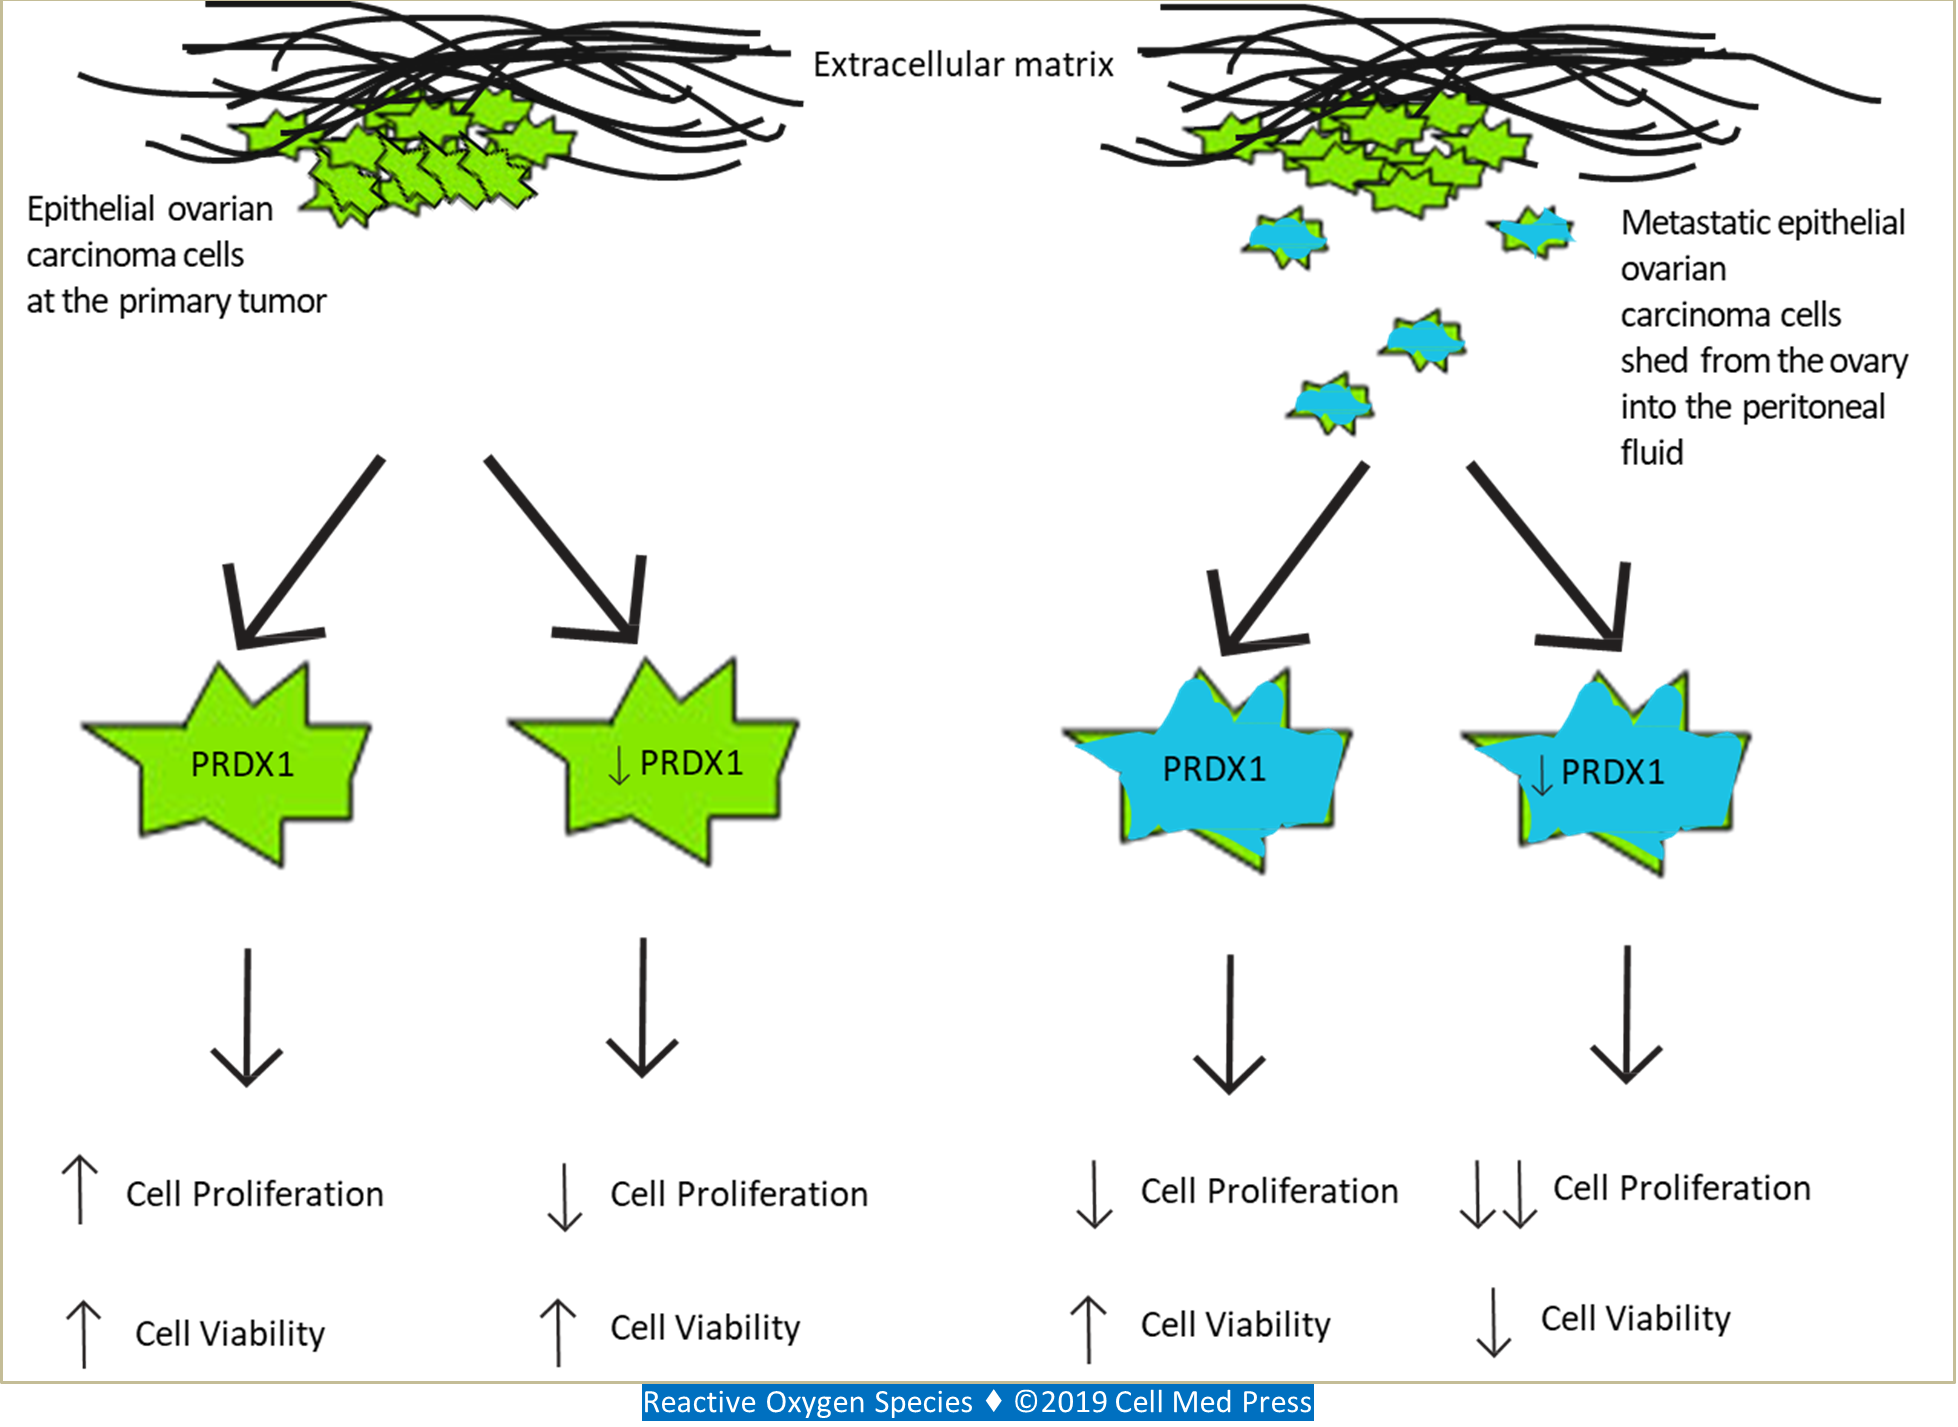 Extracellular matrix
Epithelial ovarian
carcinoma cells
at the primary tumor
Metastatic epithelial
ovarian
carcinoma cells
shed from the ovary
into the peritoneal
fluid
PRDX1
↓ PRDX1
PRDX1
↓ PRDX1
↑ Cell Proliferation
↓ Cell Proliferation
↓ Cell Proliferation
↓↓ Cell Proliferation
↑ Cell Viability
↑ Cell Viability
↑ Cell Viability
↓ Cell Viability
Reactive Oxygen Species ♦ ©2019 Cell Med Press